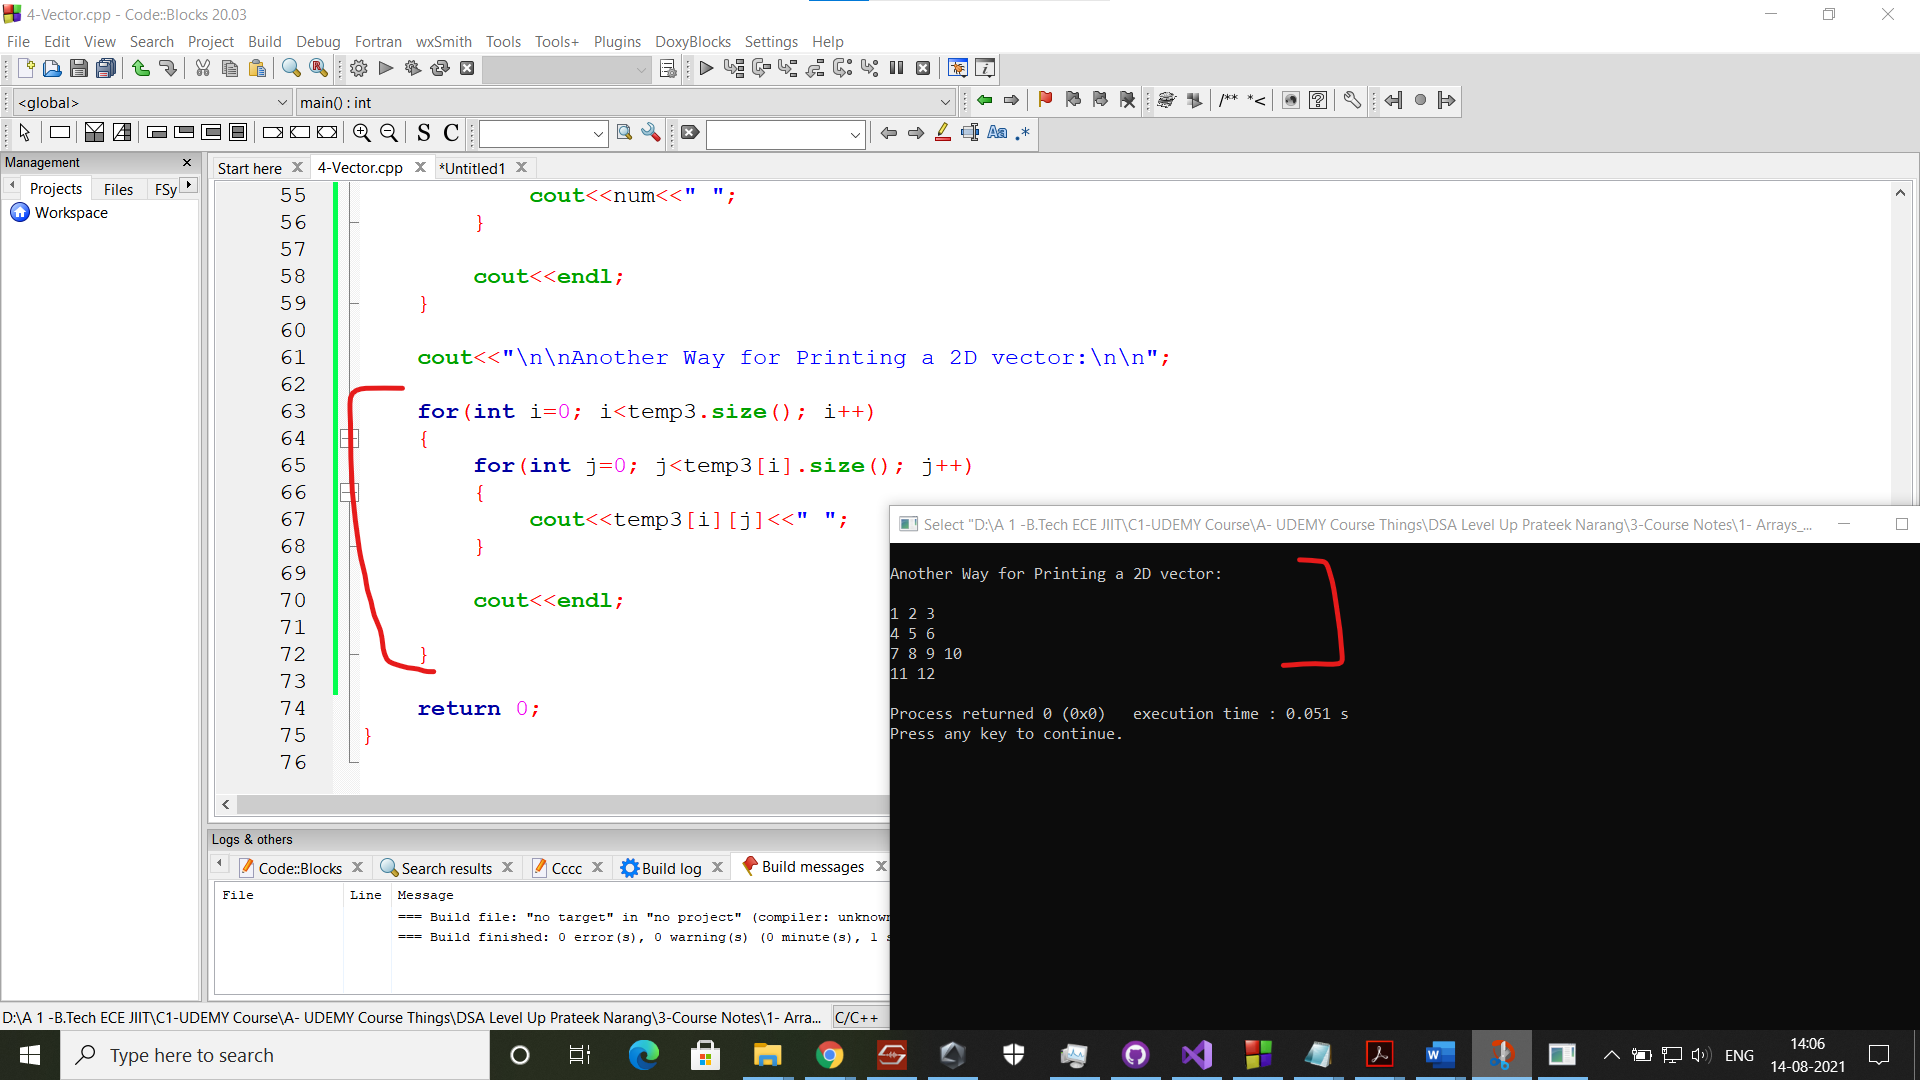 4-Vector.cpp - Code::Blocks 20.03
File Edit View Search Project Build Debug Fortran wxSmith Tools Tools+ Plugins DoxyBlocks Settings Help
<global> main() : int
/** *<
S C Aa .*
Management
Start here 4-Vector.cpp *Untitled1
Projects Files FSy
Workspace
55 cout<<num<<" ";
56 }
57
58 cout<<endl;
59 }
60
61 cout<<"\n\nAnother Way for Printing a 2D vector:\n\n";
62
63 for(int i=0; i<temp3.size(); i++)
64 {
65 for(int j=0; j<temp3[i].size(); j++)
66 {
67 cout<<temp3[i][j]<<" ";
68 }
69
70 cout<<endl;
71
72 }
73
74 return 0;
75 }
76
Select "D:\A 1 -B.Tech ECE JIIT\C1-UDEMY Course\A- UDEMY Course Things\DSA Level Up Prateek Narang\3-Course Notes\1- Arrays_...
Another Way for Printing a 2D vector:
1 2 3
4 5 6
7 8 9 10
11 12
Process returned 0 (0x0) execution time : 0.051 s
Press any key to continue.
Logs & others
Code::Blocks Search results Cccc Build log Build messages
File Line Message
=== Build file: "no target" in "no project" (compiler: unknown
=== Build finished: 0 error(s), 0 warning(s) (0 minute(s), 1 s
D:\A 1 -B.Tech ECE JIIT\C1-UDEMY Course\A- UDEMY Course Things\DSA Level Up Prateek Narang\3-Course Notes\1- Arra... C/C++
Type here to search
ENG
14:06
14-08-2021